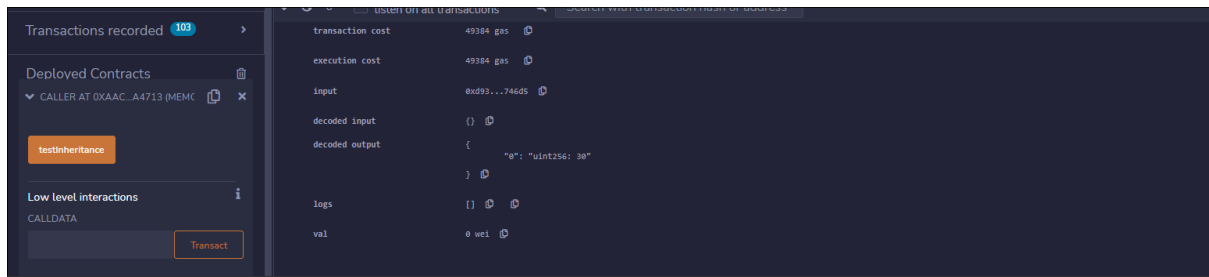 listen on all transactions
Search with transaction hash or address
Transactions recorded 103
Deployed Contracts
CALLER AT 0XAAC...A4713 (MEMC
testInheritance
Low level interactions
CALLDATA
Transact
transaction cost 49384 gas
execution cost 49384 gas
input 0xd93...746d5
decoded input {}
decoded output {
"0": "uint256: 30"
}
logs []
val 0 wei